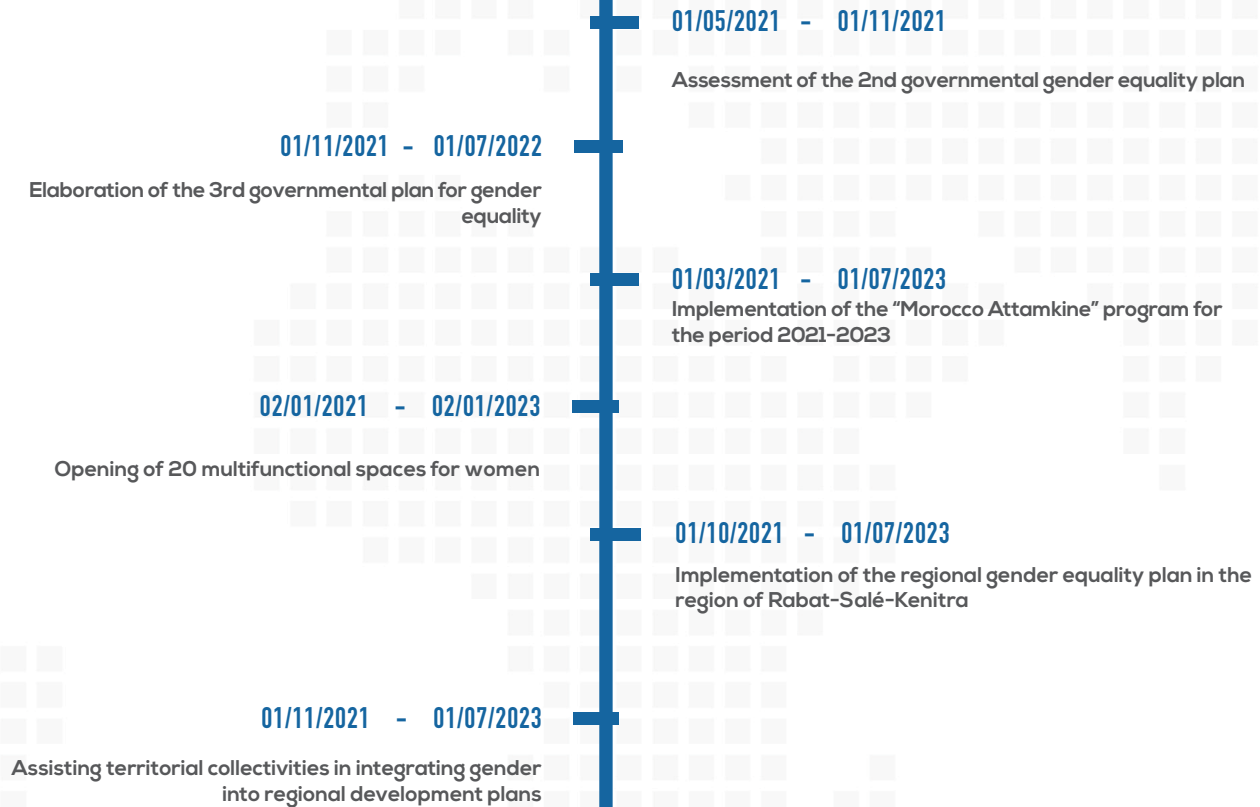 01/05/2021 - 01/11/2021
Assessment of the 2nd governmental gender equality plan
01/11/2021 - 01/07/2022
Elaboration of the 3rd governmental plan for gender
equality
01/03/2021 - 01/07/2023
Implementation of the “Morocco Attamkine” program for
the period 2021-2023
02/01/2021 - 02/01/2023
Opening of 20 multifunctional spaces for women
01/10/2021 - 01/07/2023
Implementation of the regional gender equality plan in the
region of Rabat-Salé-Kenitra
01/11/2021 - 01/07/2023
Assisting territorial collectivities in integrating gender
into regional development plans